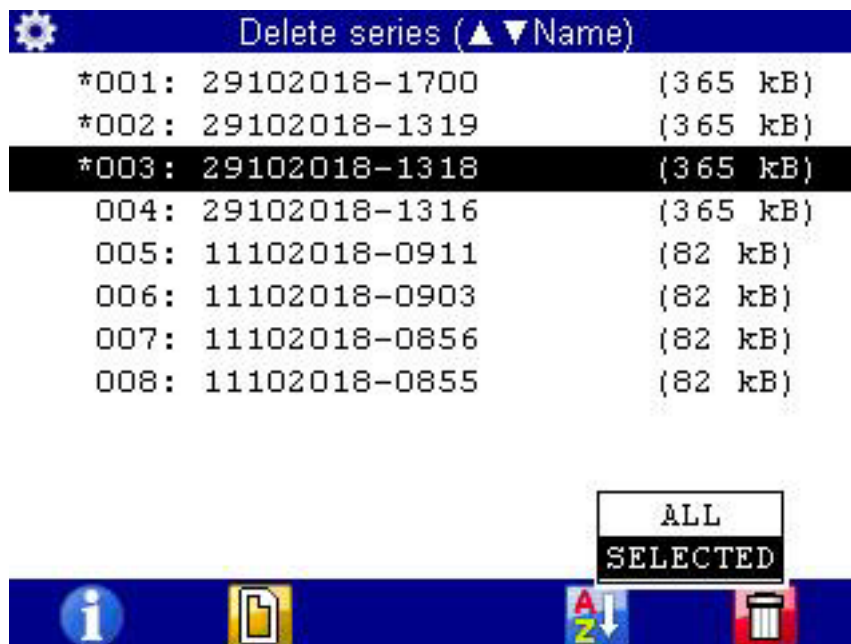 Delete series (▲▼Name)
*001: 29102018-1700 (365 kB)
*002: 29102018-1319 (365 kB)
*003: 29102018-1318 (365 kB)
004: 29102018-1316 (365 kB)
005: 11102018-0911 (82 kB)
006: 11102018-0903 (82 kB)
007: 11102018-0856 (82 kB)
008: 11102018-0855 (82 kB)
ALL
SELECTED
i
A
Z